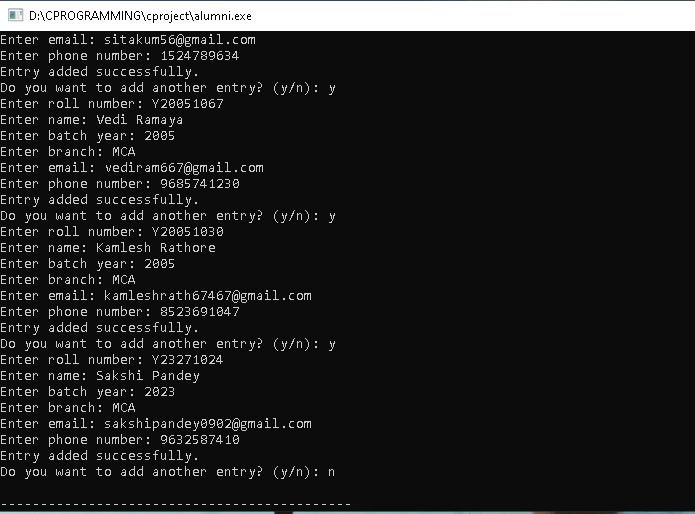 D:\CPROGRAMMING\cproject\alumni.exe
Enter email: sitakum56@gmail.com
Enter phone number: 1524789634
Entry added successfully.
Do you want to add another entry? (y/n): y
Enter roll number: Y20051067
Enter name: Vedi Ramaya
Enter batch year: 2005
Enter branch: MCA
Enter email: vediram667@gmail.com
Enter phone number: 9685741230
Entry added successfully.
Do you want to add another entry? (y/n): y
Enter roll number: Y20051030
Enter name: Kamlesh Rathore
Enter batch year: 2005
Enter branch: MCA
Enter email: kamleshrath67467@gmail.com
Enter phone number: 8523691047
Entry added successfully.
Do you want to add another entry? (y/n): y
Enter roll number: Y23271024
Enter name: Sakshi Pandey
Enter batch year: 2023
Enter branch: MCA
Enter email: sakshipandey0902@gmail.com
Enter phone number: 9632587410
Entry added successfully.
Do you want to add another entry? (y/n): n
--------------------------------------------